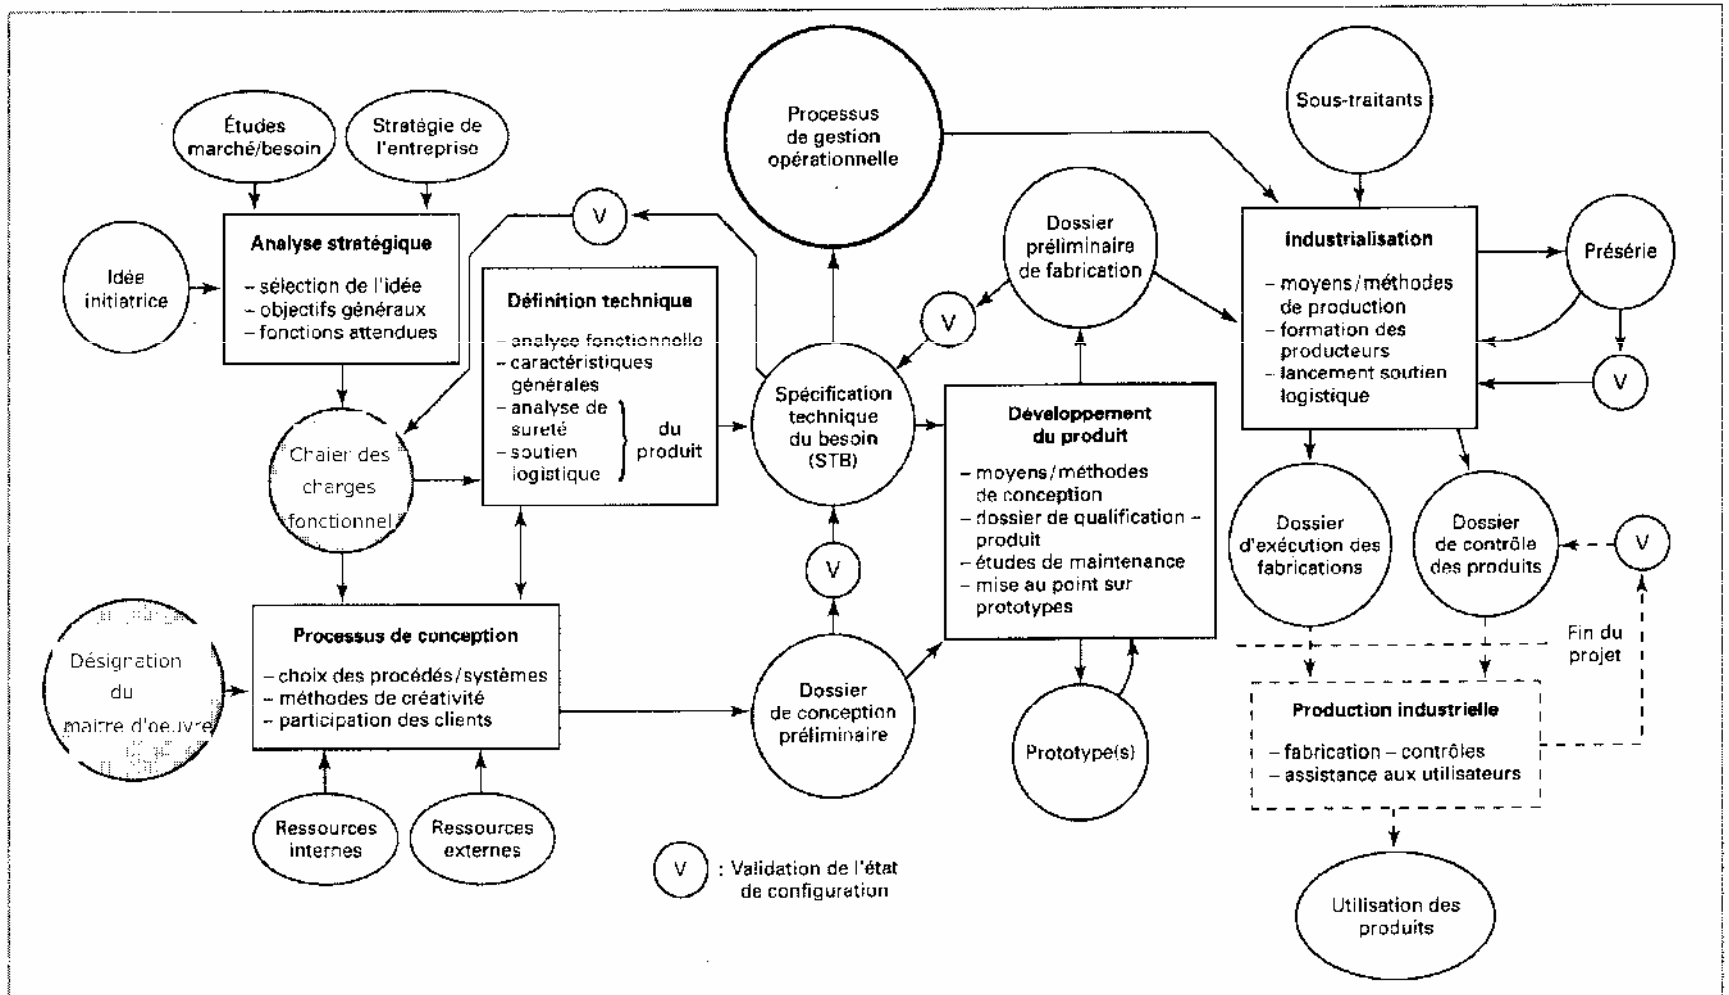 Études
marché/besoin
Stratégie de
l'entreprise
Idée
initiatrice
Analyse stratégique
– sélection de l'idée
– objectifs généraux
– fonctions attendues
V
Définition technique
– analyse fonctionnelle
– caractéristiques
générales
– analyse de
sureté
– soutien
logistique
du
produit
Chaier des
charges
fonctionnel
Désignation
du
maitre d'oeuvre
Processus de conception
– choix des procédés/systèmes
– méthodes de créativité
– participation des clients
Ressources
internes
Ressources
externes
Processus
de gestion
opérationnelle
Spécification
technique
du besoin
(STB)
V
V
Dossier
de conception
préliminaire
V
: Validation de l'état
de configuration
Dossier
préliminaire
de fabrication
Développement
du produit
– moyens/méthodes
de conception
– dossier de qualification –
produit
– études de maintenance
– mise au point sur
prototypes
Prototype(s)
Sous-traitants
Industrialisation
– moyens/méthodes
de production
– formation des
producteurs
– lancement soutien
logistique
Présérie
V
Dossier
d'exécution des
fabrications
Dossier
de contrôle
des produits
V
Fin du
projet
Production industrielle
– fabrication – contrôles
– assistance aux utilisateurs
Utilisation des
produits